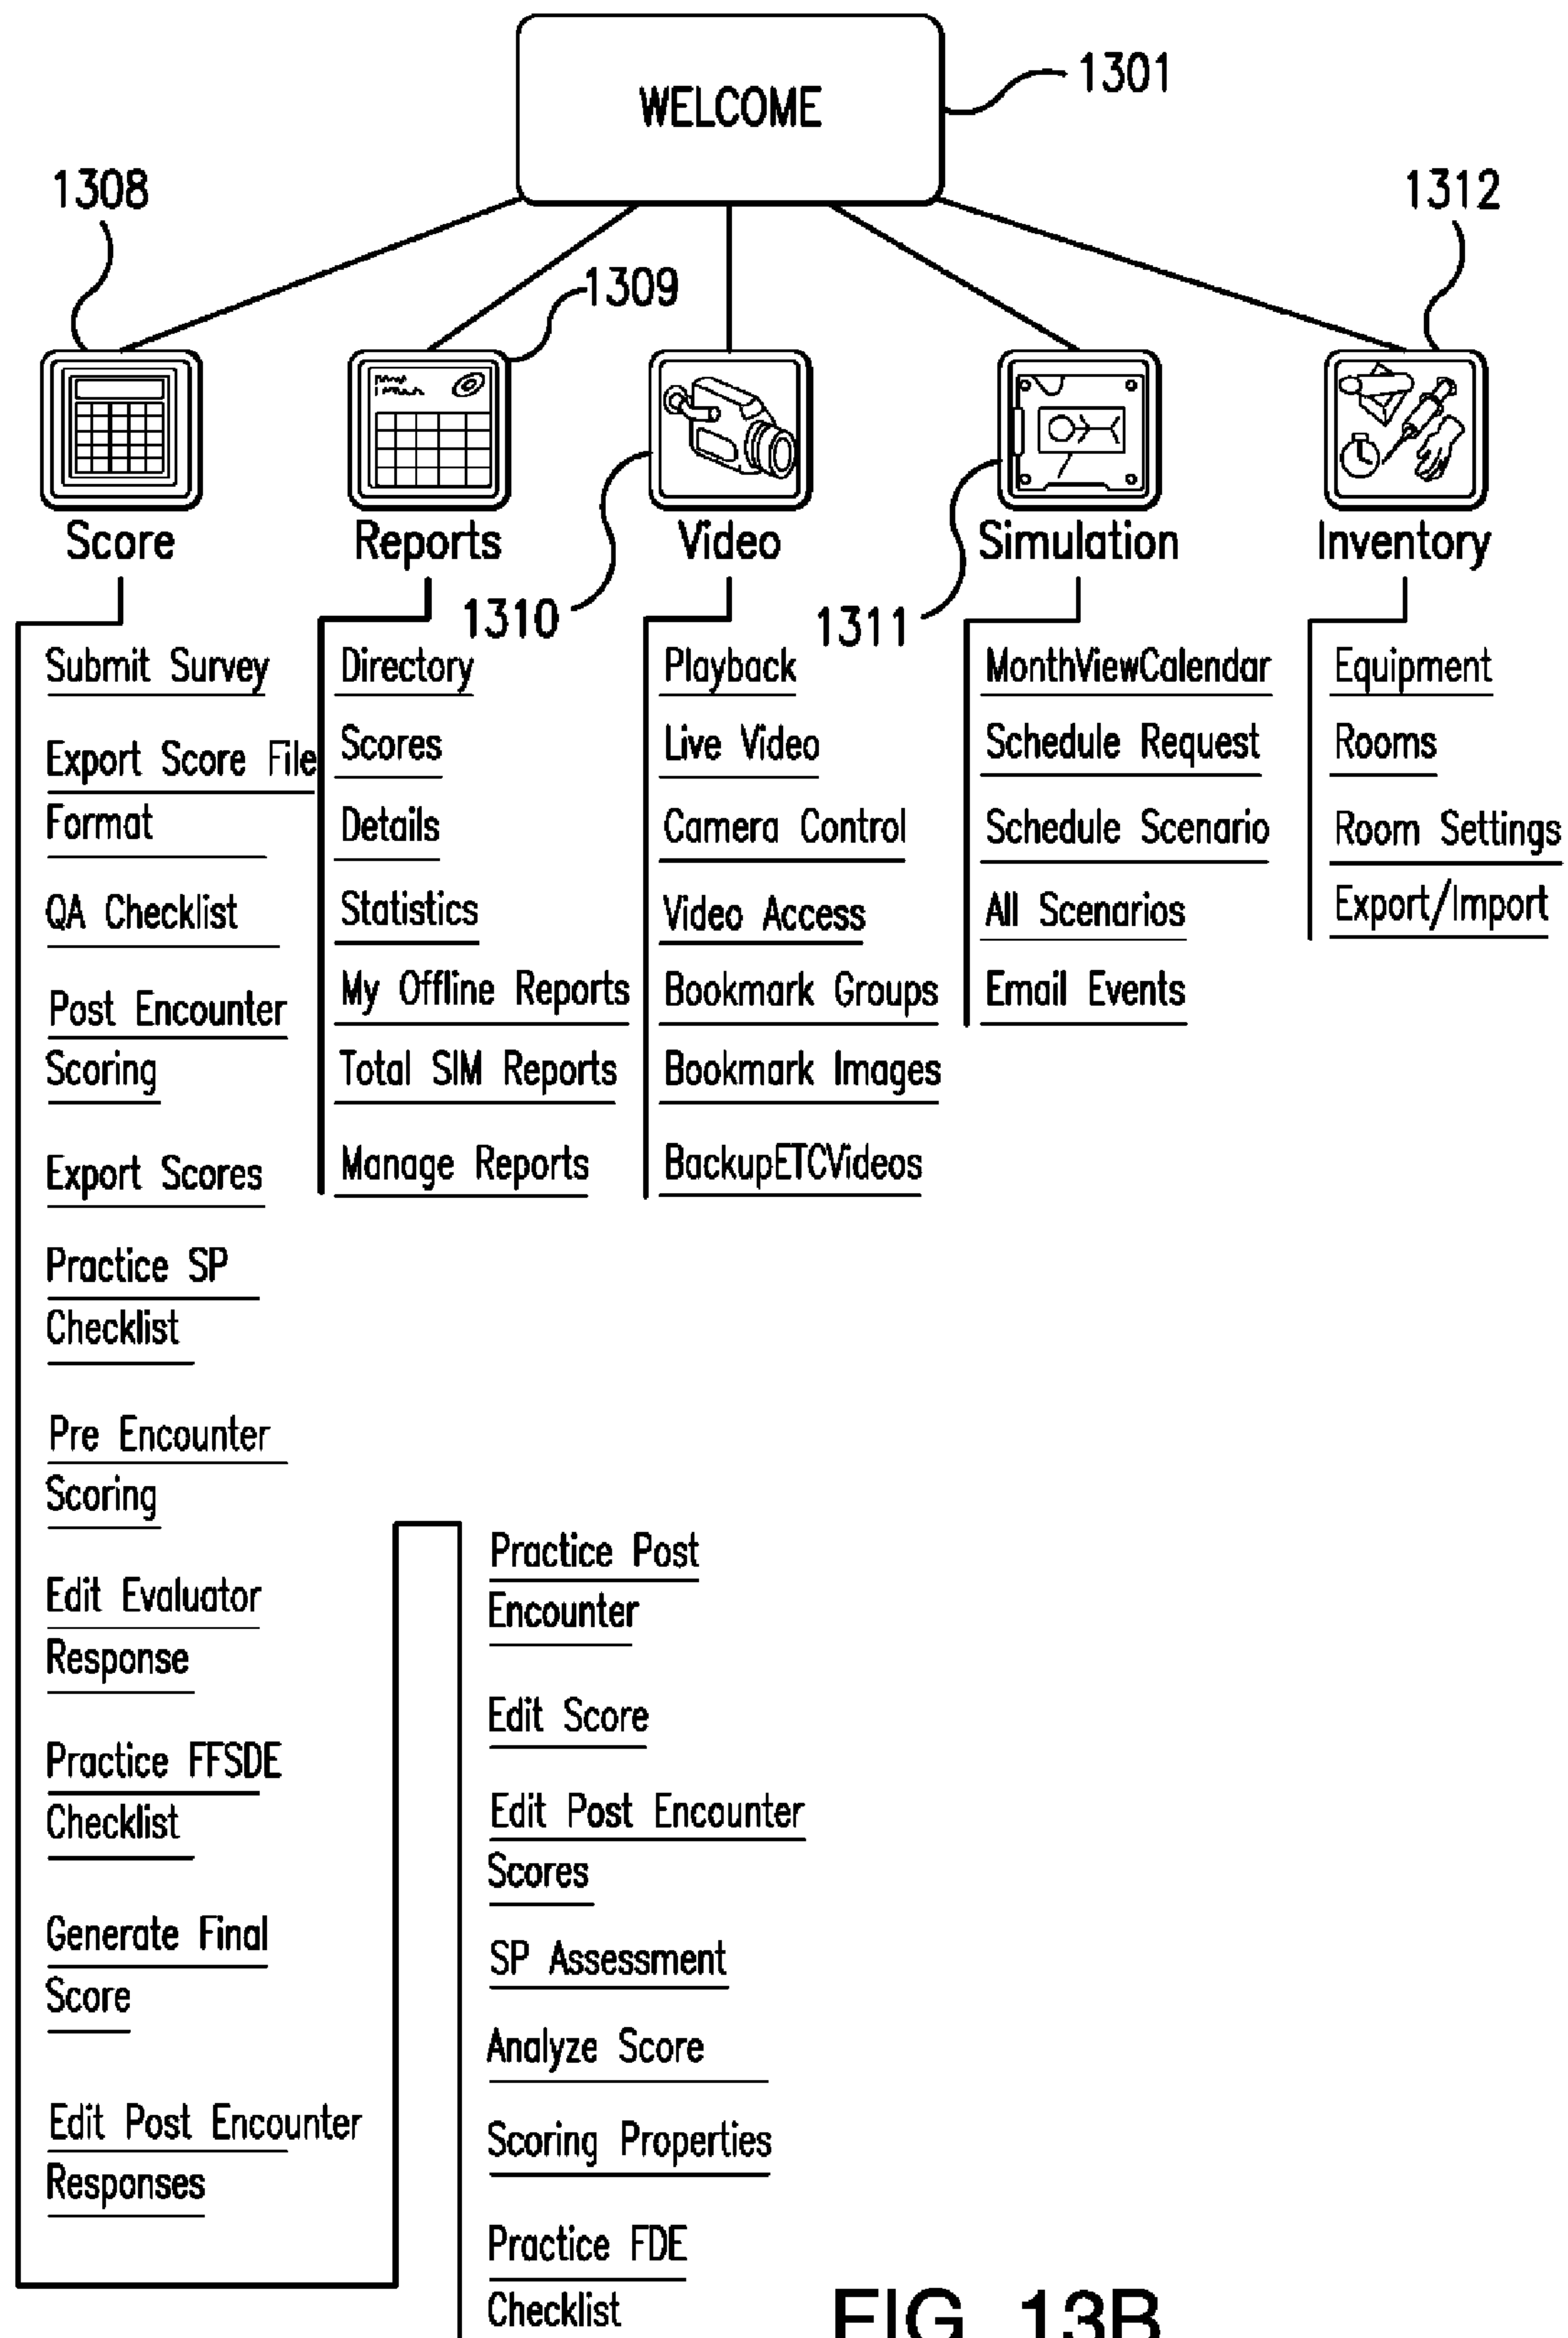 WELCOME
1301
1308
1309
1312
Score
Reports
Video
Simulation
Inventory
1310
1311
Submit Survey
Export Score File
Format
QA Checklist
Post Encounter
Scoring
Export Scores
Practice SP
Checklist
Pre Encounter
Scoring
Edit Evaluator
Response
Practice FFSDE
Checklist
Generate Final
Score
Edit Post Encounter
Responses
Practice Post
Encounter
Edit Score
Edit Post Encounter
Scores
SP Assessment
Analyze Score
Scoring Properties
Practice FDE
Checklist
Directory
Scores
Details
Statistics
My Offline Reports
Total SIM Reports
Manage Reports
Playback
Live Video
Camera Control
Video Access
Bookmark Groups
Bookmark Images
BackupETCVideos
MonthViewCalendar
Schedule Request
Schedule Scenario
All Scenarios
Email Events
Equipment
Rooms
Room Settings
Export/Import
FIG. 13B